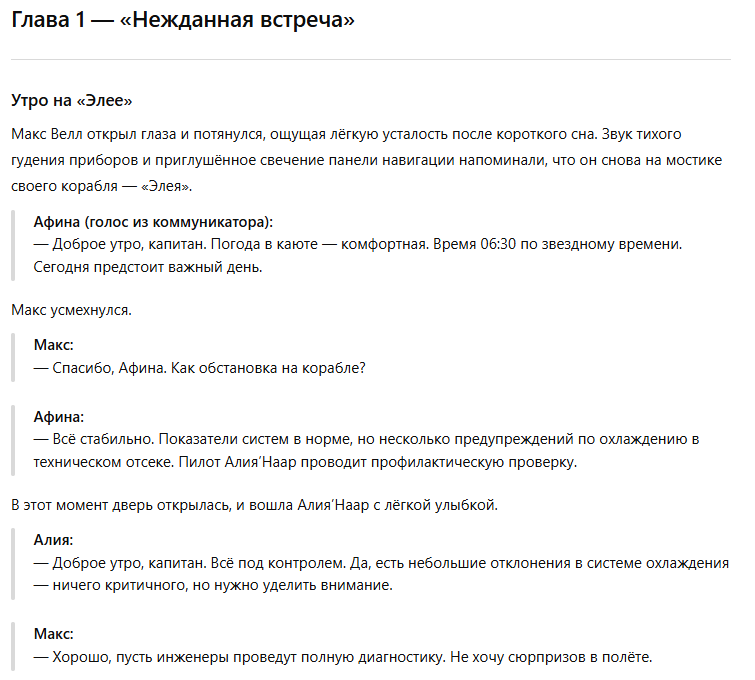 Глава 1 — «Нежданная встреча»
Утро на «Элее»
Макс Велл открыл глаза и потянулся, ощущая лёгкую усталость после короткого сна. Звук тихого
гудения приборов и приглушённое свечение панели навигации напоминали, что он снова на мостике
своего корабля — «Элея».
Афина (голос из коммуникатора):
— Доброе утро, капитан. Погода в каюте — комфортная. Время 06:30 по звездному времени.
Сегодня предстоит важный день.
Макс усмехнулся.
Макс:
— Спасибо, Афина. Как обстановка на корабле?
Афина:
— Всё стабильно. Показатели систем в норме, но несколько предупреждений по охлаждению в
техническом отсеке. Пилот Алия’Наар проводит профилактическую проверку.
В этот момент дверь открылась, и вошла Алия’Наар с лёгкой улыбкой.
Алия:
— Доброе утро, капитан. Всё под контролем. Да, есть небольшие отклонения в системе охлаждения
— ничего критичного, но нужно уделить внимание.
Макс:
— Хорошо, пусть инженеры проведут полную диагностику. Не хочу сюрпризов в полёте.